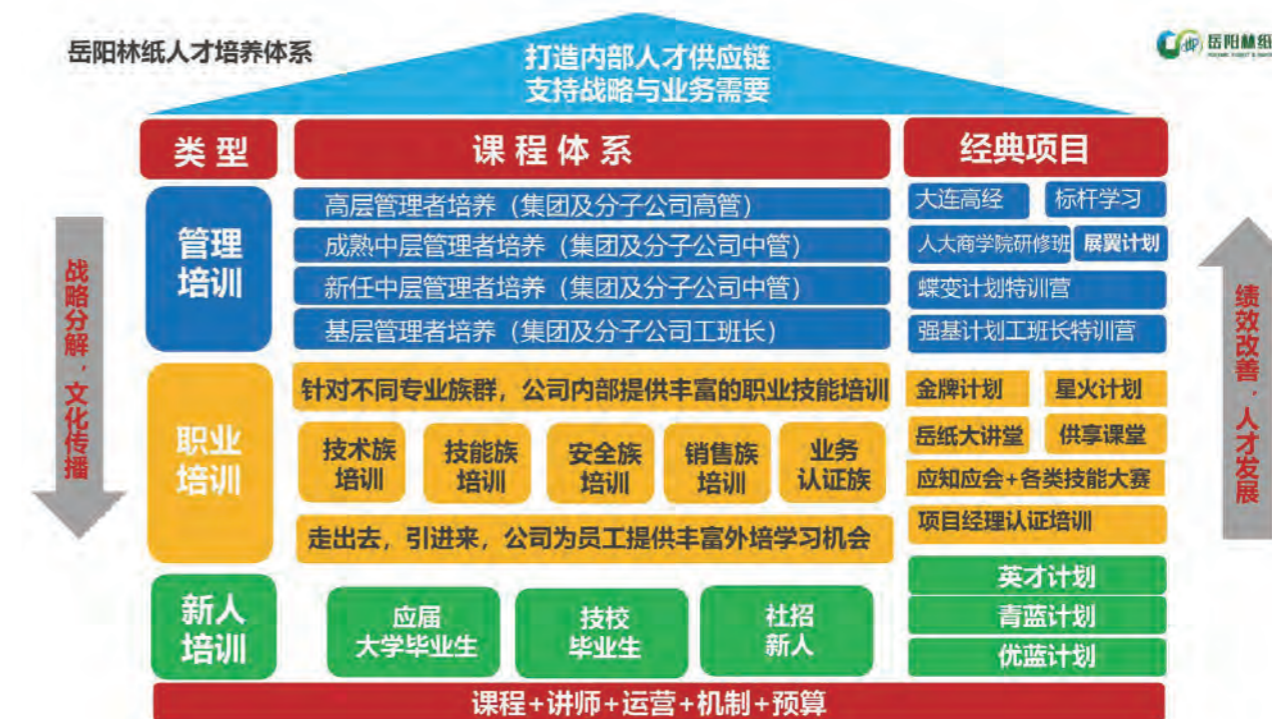 岳阳林纸人才培养体系
打造内部人才供应链
支持战略与业务需要
岳阳林纸
类型
课程体系
经典项目
管理
培训
高层管理者培养（集团及分子公司高管）
成熟中层管理者培养（集团及分子公司中管）
新任中层管理者培养（集团及分子公司中管）
基层管理者培养（集团及分子公司工班长）
大连高经
标杆学习
人大商学院研修班
展翼计划
蝶变计划特训营
强基计划工班长特训营
战略分解，文化传播
绩效改善，人才发展
职业
培训
针对不同专业族群，公司内部提供丰富的职业技能培训
技术族
培训
技能族
培训
安全族
培训
销售族
培训
业务
认证族
走出去，引进来，公司为员工提供丰富外培学习机会
金牌计划
星火计划
岳纸大讲堂
供享课堂
应知应会+各类技能大赛
项目经理认证培训
新人
培训
应届
大学毕业生
技校
毕业生
社招
新人
英才计划
青蓝计划
优蓝计划
课程+讲师+运营+机制+预算